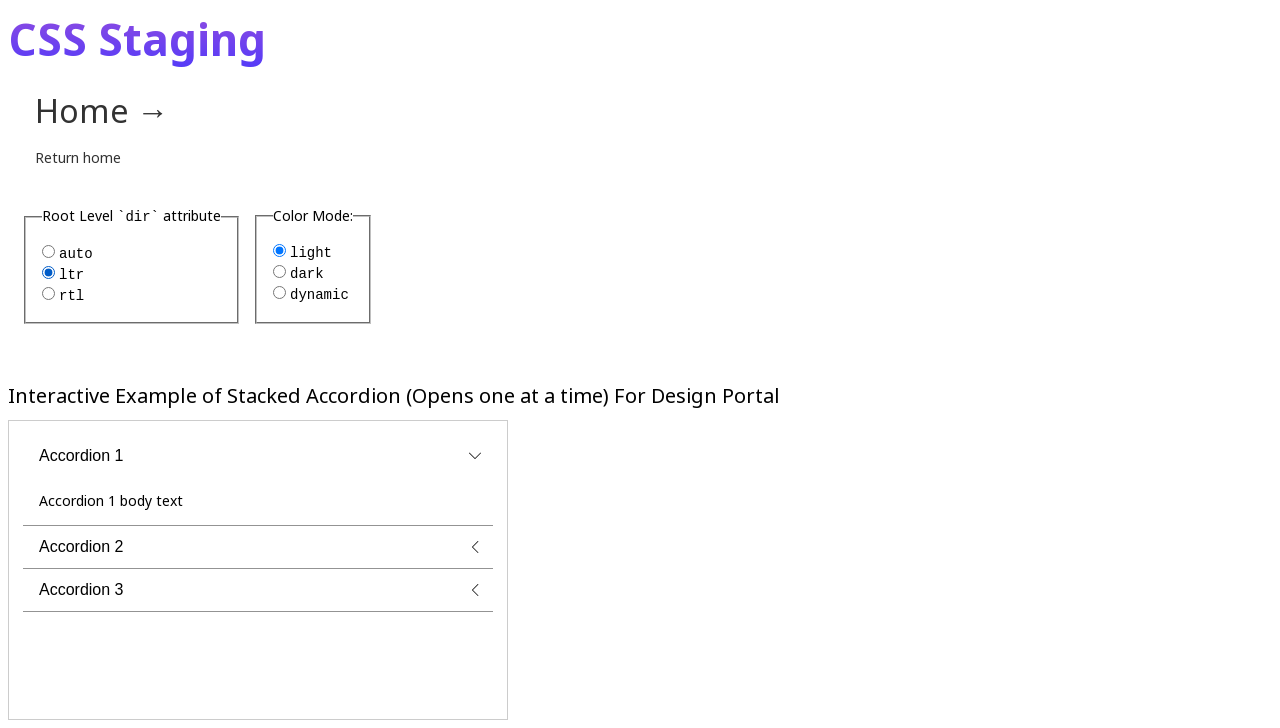 CSS Staging
Home →
Return home
Root Level `dir` attribute
auto
ltr
rtl
Color Mode:
light
dark
dynamic
Interactive Example of Stacked Accordion (Opens one at a time) For Design Portal
Accordion 1
Accordion 1 body text
Accordion 2
Accordion 3